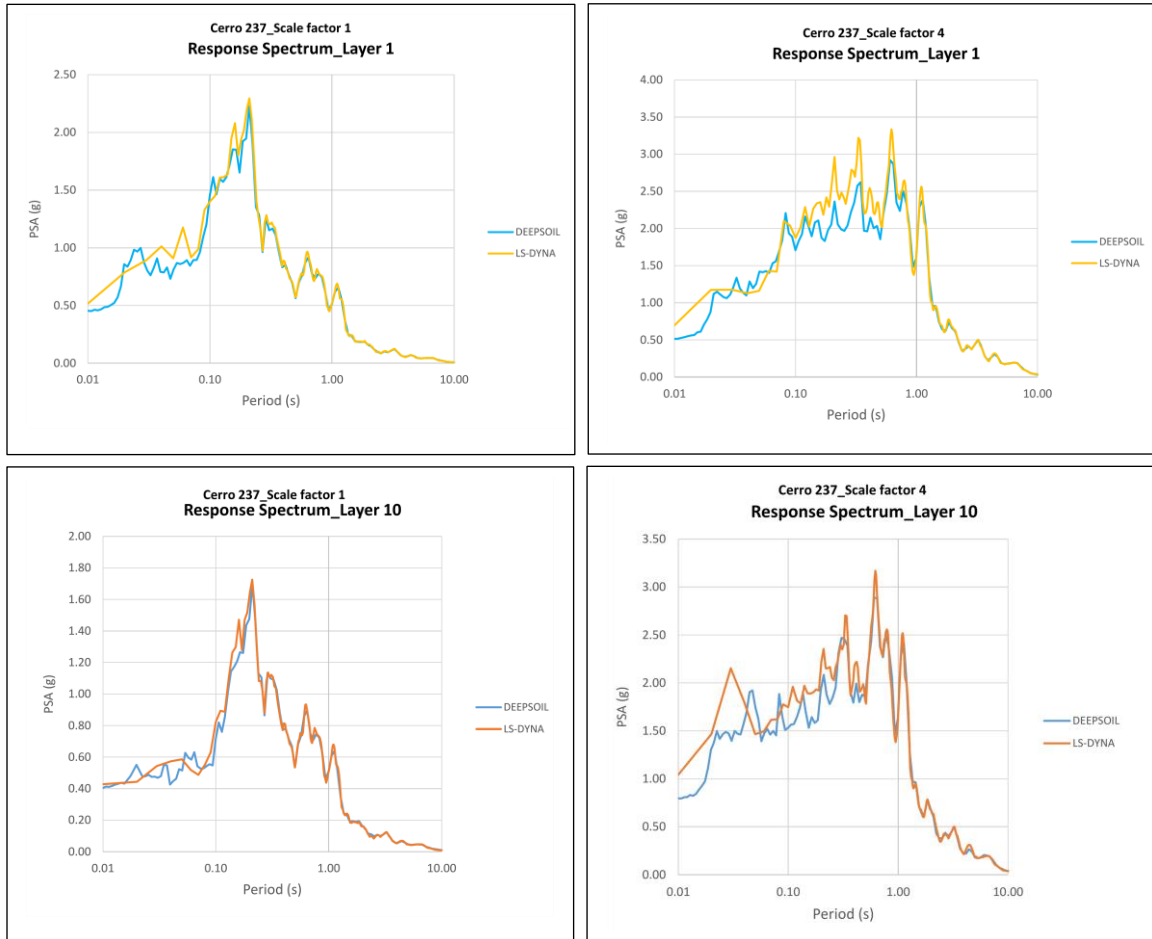 Cerro 237_Scale factor 1
Response Spectrum_Layer 1
2.50
2.00
1.50
1.00
0.50
0.00
PSA (g)
0.01
0.10
1.00
10.00
Period (s)
DEEPSOIL
LS-DYNA
Cerro 237_Scale factor 4
Response Spectrum_Layer 1
4.00
3.50
3.00
2.50
2.00
1.50
1.00
0.50
0.00
PSA (g)
0.01
0.10
1.00
10.00
Period (s)
DEEPSOIL
LS-DYNA
Cerro 237_Scale factor 1
Response Spectrum_Layer 10
2.00
1.80
1.60
1.40
1.20
1.00
0.80
0.60
0.40
0.20
0.00
PSA (g)
0.01
0.10
1.00
10.00
Period (s)
DEEPSOIL
LS-DYNA
Cerro 237_Scale factor 4
Response Spectrum_Layer 10
3.50
3.00
2.50
2.00
1.50
1.00
0.50
0.00
PSA (g)
0.01
0.10
1.00
10.00
Period (s)
DEEPSOIL
LS-DYNA